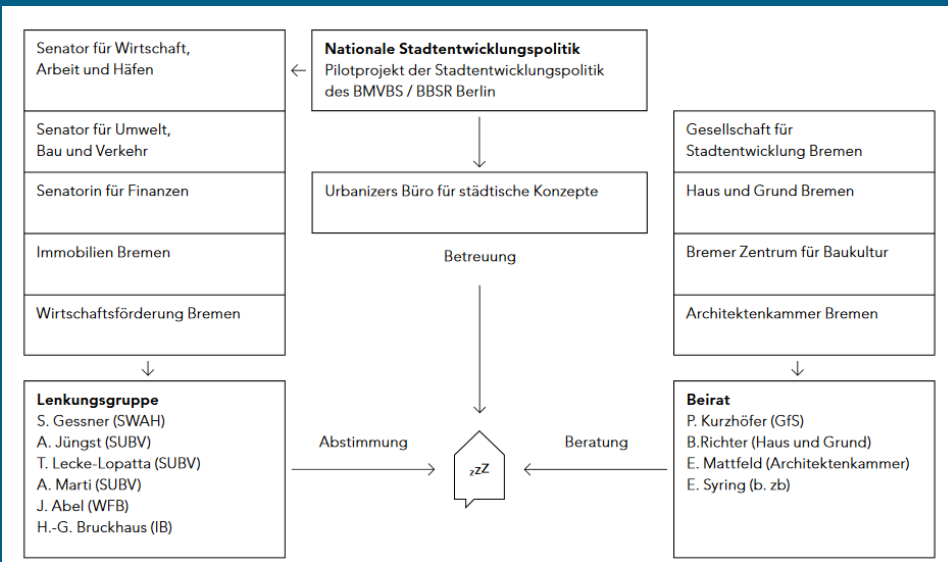 Senator für Wirtschaft,
Arbeit und Häfen
Senator für Umwelt,
Bau und Verkehr
Senatorin für Finanzen
Immobilien Bremen
Wirtschaftsförderung Bremen
Lenkungsgruppe
S. Gessner (SWAH)
A. Jüngst (SUBV)
T. Lecke-Lopatta (SUBV)
A. Marti (SUBV)
J. Abel (WFB)
H.-G. Bruckhaus (IB)
Nationale Stadtentwicklungspolitik
Pilotprojekt der Stadtentwicklungspolitik
des BMVBS / BBSR Berlin
Urbanizers Büro für städtische Konzepte
Betreuung
Abstimmung
zzZ
Beratung
Gesellschaft für
Stadtentwicklung Bremen
Haus und Grund Bremen
Bremer Zentrum für Baukultur
Architektenkammer Bremen
Beirat
P. Kurzhöfer (GfS)
B.Richter (Haus und Grund)
E. Mattfeld (Architektenkammer)
E. Syring (b. zb)